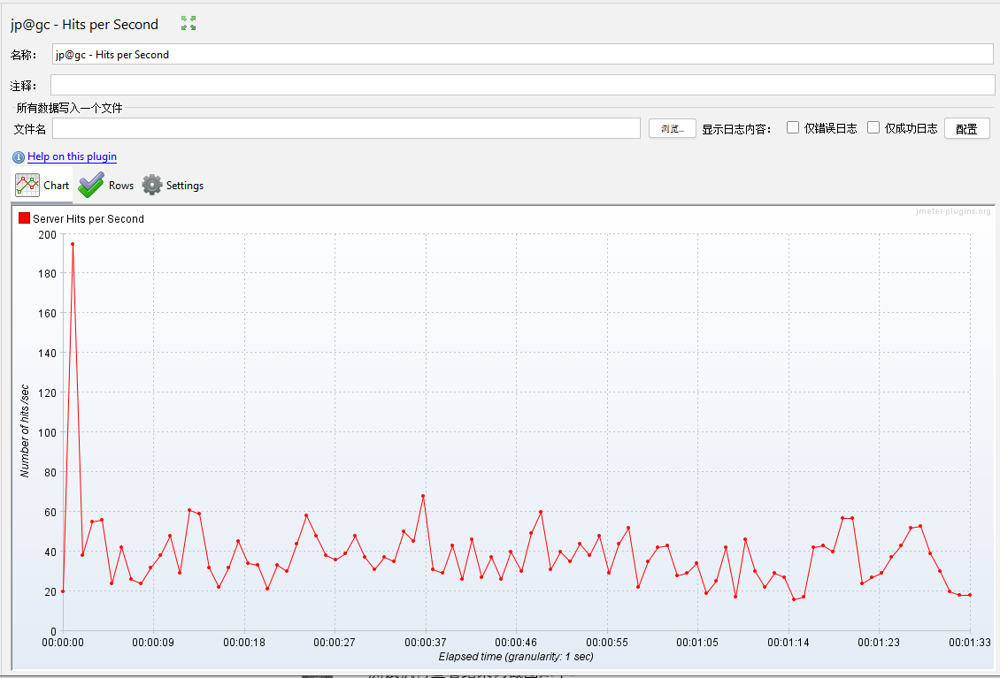 jp@gc - Hits per Second
名称： jp@gc - Hits per Second
注释：
所有数据写入一个文件
文件名 浏览... 显示日志内容： 仅错误日志 仅成功日志 配置
Help on this plugin
Chart Rows Settings
jmeter-plugins.org
Server Hits per Second
200
180
160
140
120
100
80
60
40
20
0
Number of hits /sec
00:00:00 00:00:09 00:00:18 00:00:27 00:00:37 00:00:46 00:00:55 00:01:05 00:01:14 00:01:23 00:01:33
Elapsed time (granularity: 1 sec)